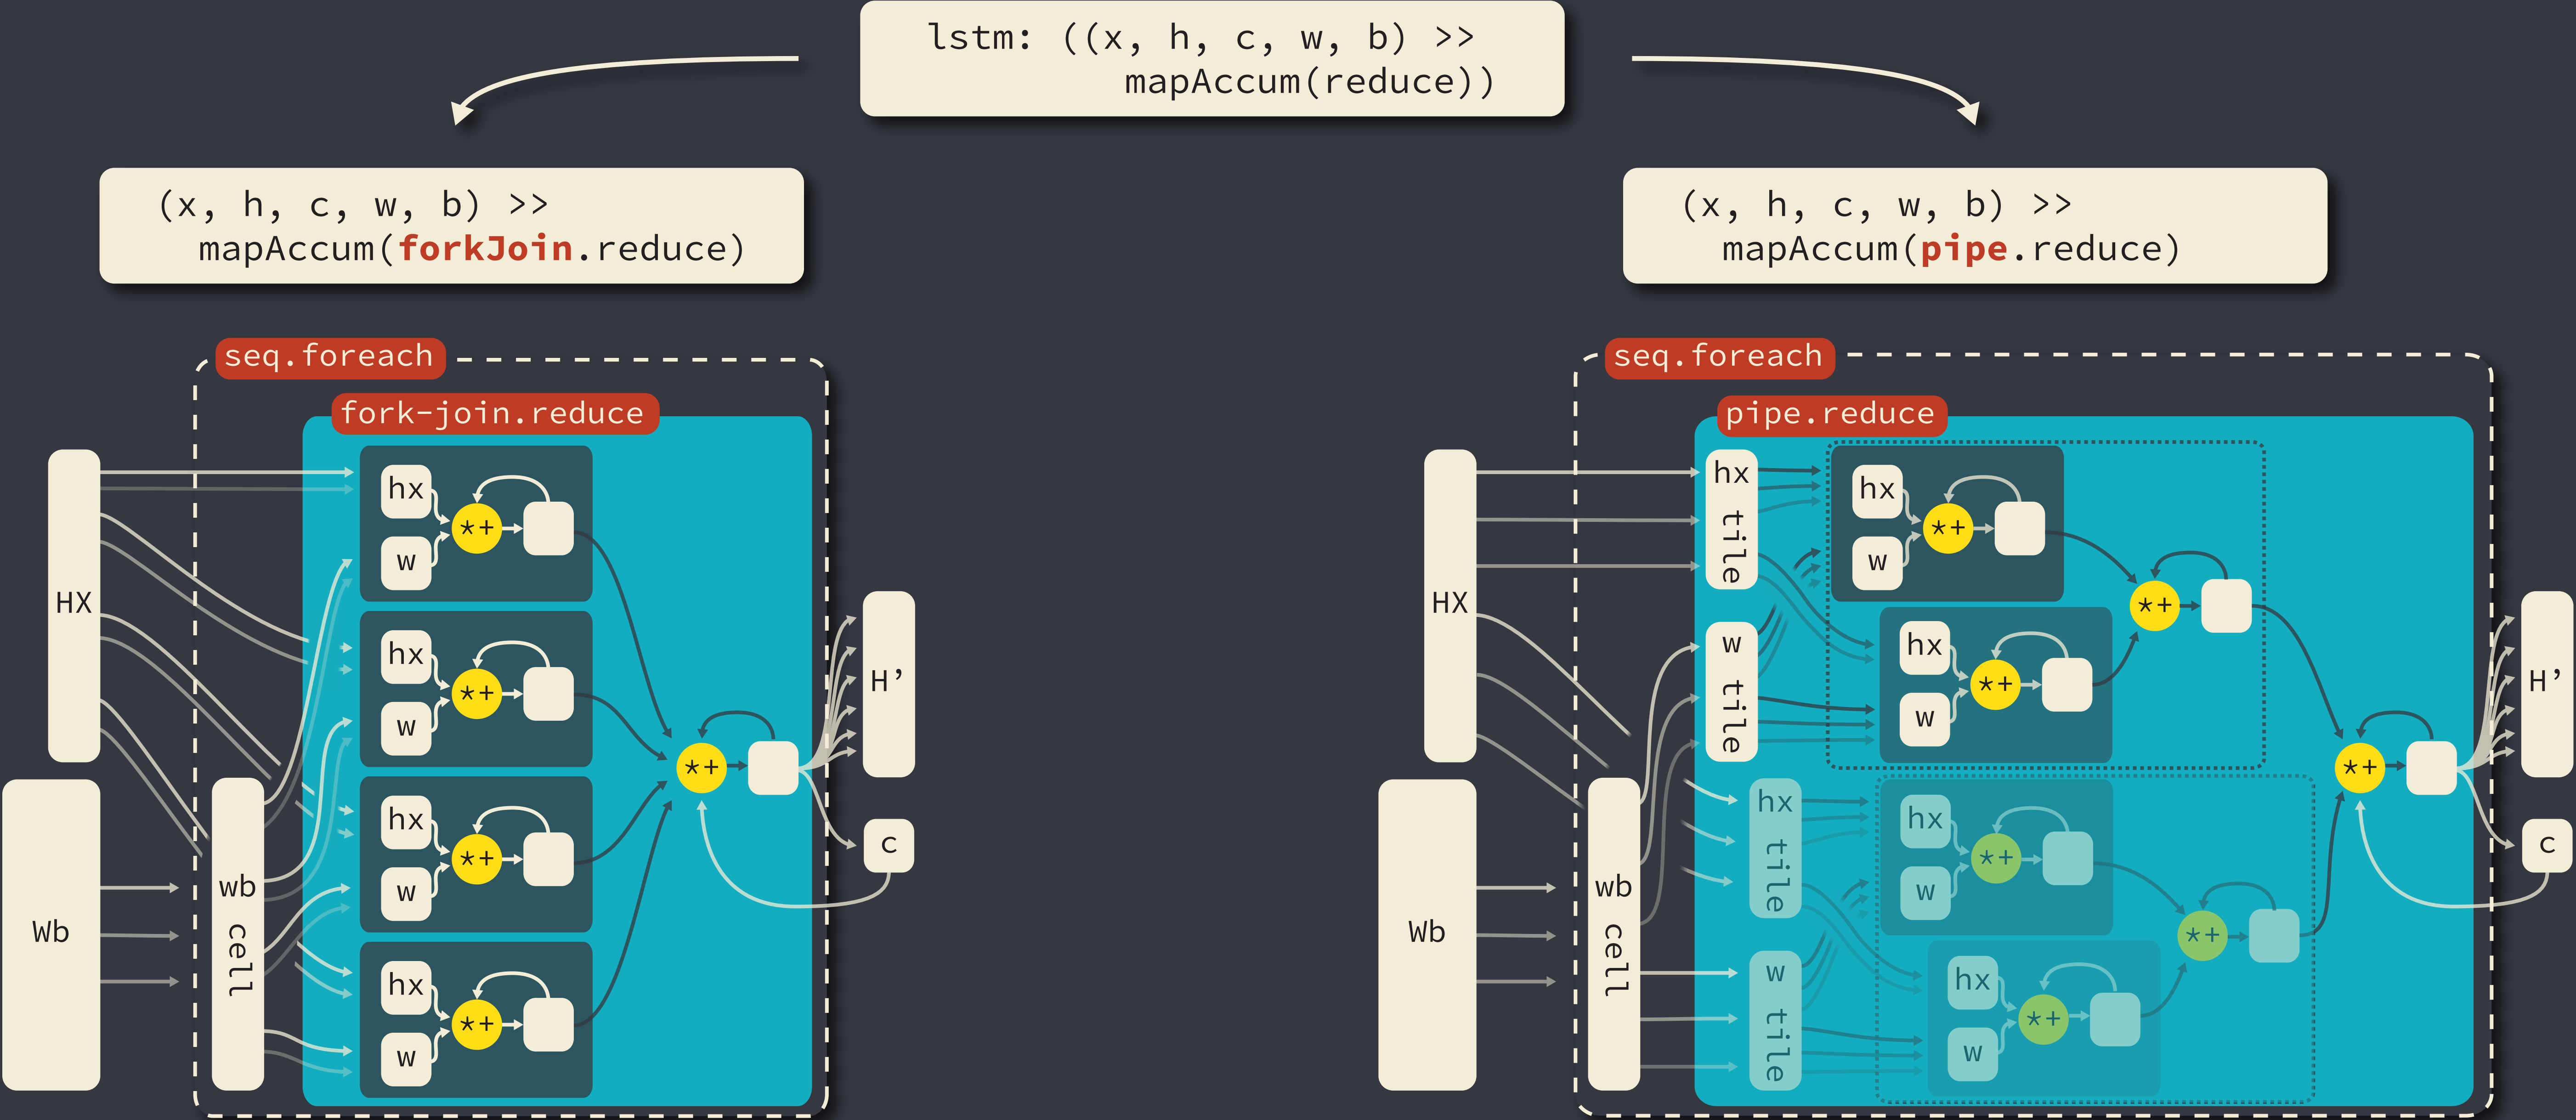 lstm: ((x, h, c, w, b) >>
mapAccum(reduce))
(x, h, c, w, b) >>
mapAccum(forkJoin.reduce)
(x, h, c, w, b) >>
mapAccum(pipe.reduce)
seq.foreach
fork-join.reduce
HX
Wb
wb cell
hx
*+
w
hx
*+
w
hx
*+
w
hx
*+
w
*+
H’
c
seq.foreach
pipe.reduce
HX
Wb
wb cell
hx tile
w tile
hx tile
w tile
hx
*+
w
hx
*+
w
*+
hx
*+
w
hx
*+
w
*+
*+
H’
c